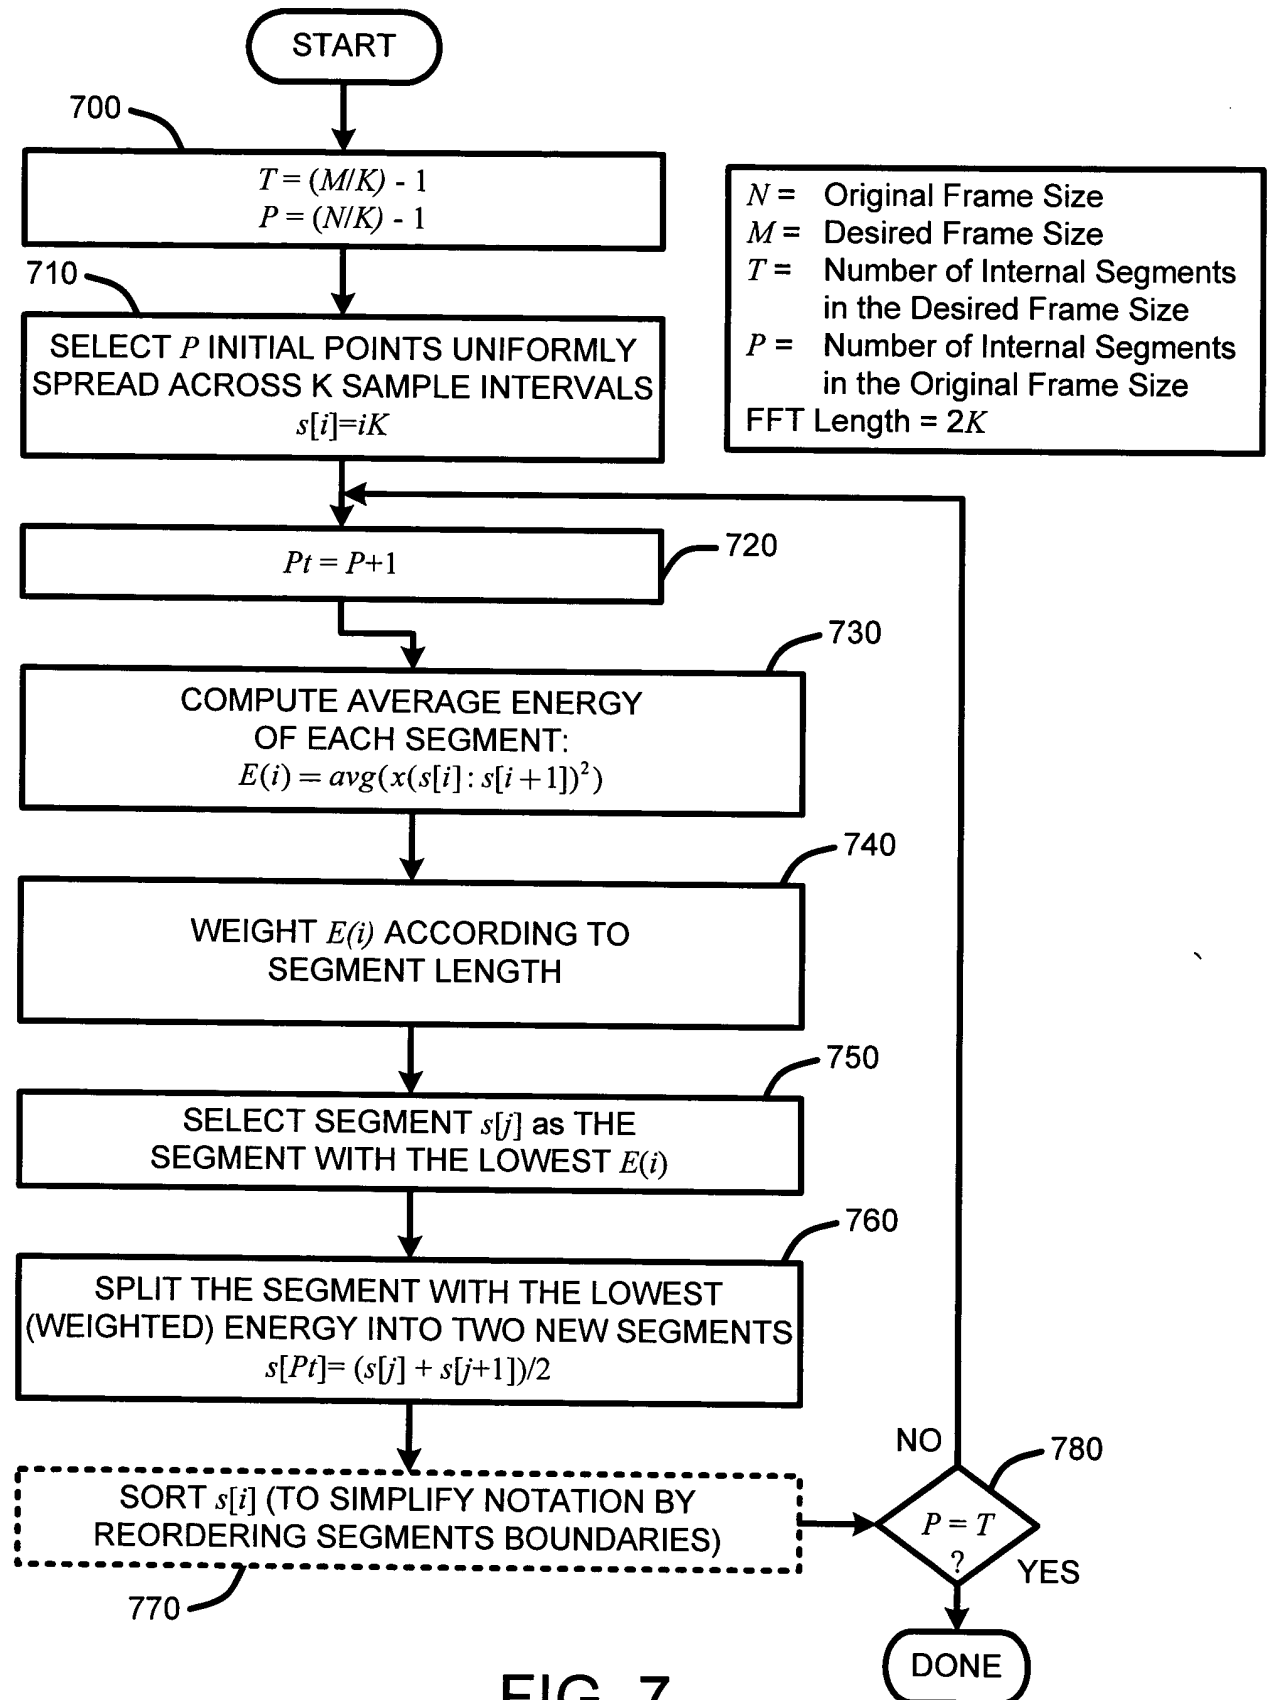 START
700
T = (M/K) - 1
P = (N/K) - 1
N = Original Frame Size
M = Desired Frame Size
T = Number of Internal Segments
in the Desired Frame Size
P = Number of Internal Segments
in the Original Frame Size
FFT Length = 2K
710
SELECT P INITIAL POINTS UNIFORMLY
SPREAD ACROSS K SAMPLE INTERVALS
s[i]=iK
Pt = P+1
720
730
COMPUTE AVERAGE ENERGY
OF EACH SEGMENT:
E(i) = avg(x(s[i]:s[i+1])²)
740
WEIGHT E(i) ACCORDING TO
SEGMENT LENGTH
750
SELECT SEGMENT s[j] as THE
SEGMENT WITH THE LOWEST E(i)
760
SPLIT THE SEGMENT WITH THE LOWEST
(WEIGHTED) ENERGY INTO TWO NEW SEGMENTS
s[Pt]= (s[j] + s[j+1])/2
NO
780
SORT s[i] (TO SIMPLIFY NOTATION BY
REORDERING SEGMENTS BOUNDARIES)
P = T
?
YES
770
DONE
FIG. 7